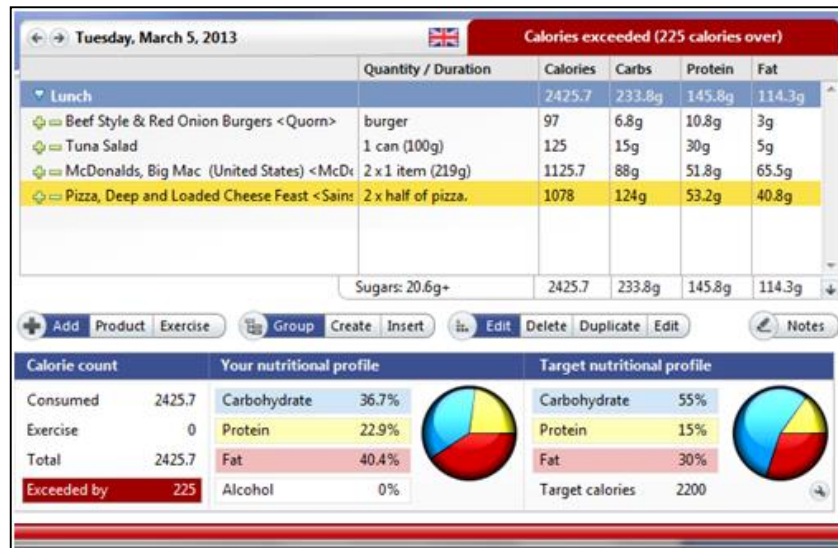 Tuesday, March 5, 2013 Calories exceeded (225 calories over)
Quantity / Duration Calories Carbs Protein Fat
Lunch 2425.7 233.8g 145.8g 114.3g
Beef Style & Red Onion Burgers <Quorn> burger 97 6.8g 10.8g 3g
Tuna Salad 1 can (100g) 125 15g 30g 5g
McDonalds, Big Mac (United States) <McD 2 x 1 item (219g) 1125.7 88g 51.8g 65.5g
Pizza, Deep and Loaded Cheese Feast <Sains 2 x half of pizza. 1078 124g 53.2g 40.8g
Sugars: 20.6g+ 2425.7 233.8g 145.8g 114.3g
Add Product Exercise Group Create Insert Edit Delete Duplicate Edit Notes
Calorie count Your nutritional profile Target nutritional profile
Consumed 2425.7 Carbohydrate 36.7% Carbohydrate 55%
Exercise 0 Protein 22.9% Protein 15%
Total 2425.7 Fat 40.4% Fat 30%
Exceeded by 225 Alcohol 0% Target calories 2200